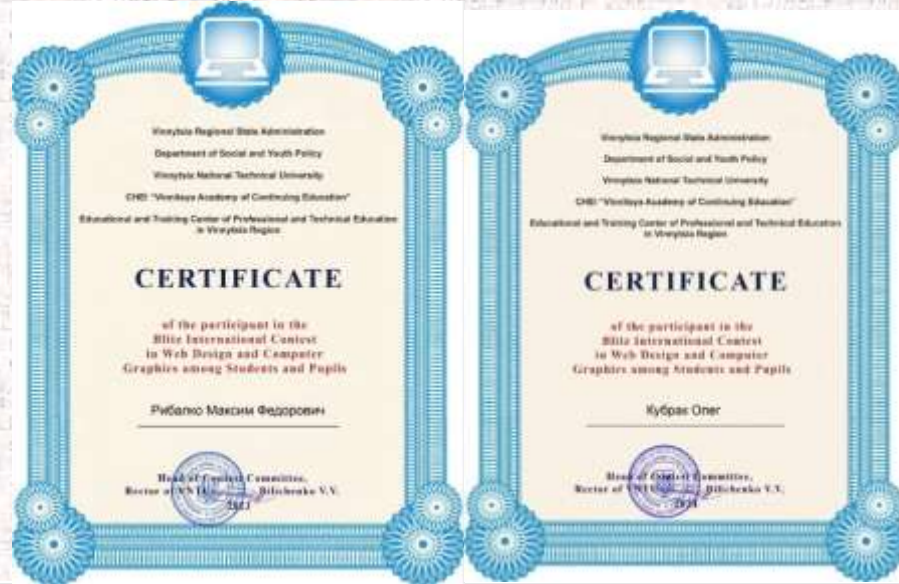 Vinnytsia Regional State Administration
Department of Social and Youth Policy
Vinnytsia National Technical University
CHEI "Vinnitsya Academy of Continuing Education"
Educational and Training Center of Professional and Technical Education
in Vinnytsia Region
CERTIFICATE
of the participant in the
Blitz International Contest
in Web Design and Computer
Graphics among Students and Pupils
Рибалко Максим Федорович
Head of Contest Committee,
Rector of VNTU Bilichenko V.V.
2021
Vinnytsia Regional State Administration
Department of Social and Youth Policy
Vinnytsia National Technical University
CHEI "Vinnitsya Academy of Continuing Education"
Educational and Training Center of Professional and Technical Education
in Vinnytsia Region
CERTIFICATE
of the participant in the
Blitz International Contest
in Web Design and Computer
Graphics among Students and Pupils
Кубрак Олег
Head of Contest Committee,
Rector of Bilichenko V.V.
2021